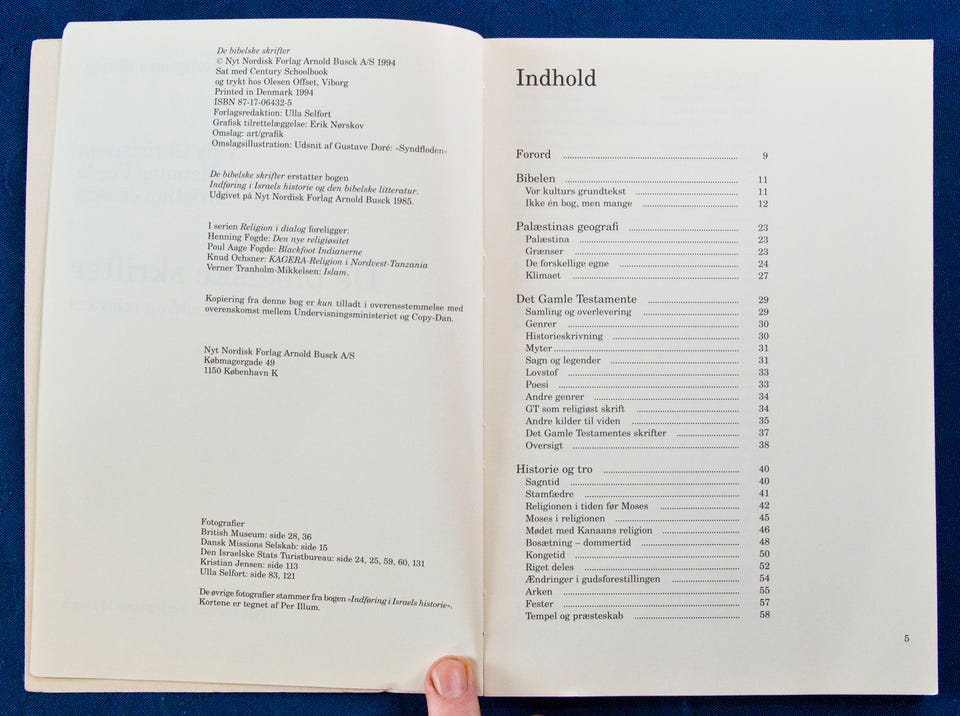 De bibelske skrifter
© Nyt Nordisk Forlag Arnold Busck A/S 1994
Sat med Century Schoolbook
og trykt hos Olesen Offset, Viborg
Printed in Denmark 1994
ISBN 87-17-06432-5
Forlagsredaktion: Ulla Selfort
Grafisk tilrettelæggelse: Erik Nørskov
Omslag: art/grafik
Omslagsillustration: Udsnit af Gustave Doré: »Syndfloden«
De bibelske skrifter erstatter bogen
Indføring i Israels historie og den bibelske litteratur.
Udgivet på Nyt Nordisk Forlag Arnold Busck 1985.
I serien Religion i dialog foreligger:
Henning Fogde: Den nye religiøsitet
Poul Aage Fogde: Blackfoot Indianerne
Knud Ochsner: KAGERA-Religion i Nordvest-Tanzania
Verner Tranholm-Mikkelsen: Islam.
Kopiering fra denne bog er kun tilladt i overensstemmelse med
overenskomst mellem Undervisningsministeriet og Copy-Dan.
Nyt Nordisk Forlag Arnold Busck A/S
Købmagergade 49
1150 København K
Fotografier
British Museum: side 28, 36
Dansk Missions Selskab: side 15
Den Israelske Stats Turistbureau: side 24, 25, 59, 60, 131
Kristian Jensen: side 113
Ulla Selfort: side 83, 121
De øvrige fotografier stammer fra bogen »Indføring i Israels historie«.
Kortene er tegnet af Per Illum.
Indhold
Forord 9
Bibelen 11
Vor kulturs grundtekst 11
Ikke én bog, men mange 12
Palæstinas geografi 23
Palæstina 23
Grænser 23
De forskellige egne 24
Klimaet 27
Det Gamle Testamente 29
Samling og overlevering 29
Genrer 30
Historieskrivning 30
Myter 31
Sagn og legender 31
Lovstof 33
Poesi 33
Andre genrer 34
GT som religiøst skrift 34
Andre kilder til viden 35
Det Gamle Testamentes skrifter 37
Oversigt 38
Historie og tro 40
Sagntid 40
Stamfædre 41
Religionen i tiden før Moses 42
Moses i religionen 45
Mødet med Kanaans religion 46
Bosætning – dommertid 48
Kongetid 50
Riget deles 52
Ændringer i gudsforestillingen 54
Arken 55
Fester 57
Tempel og præsteskab 58
5